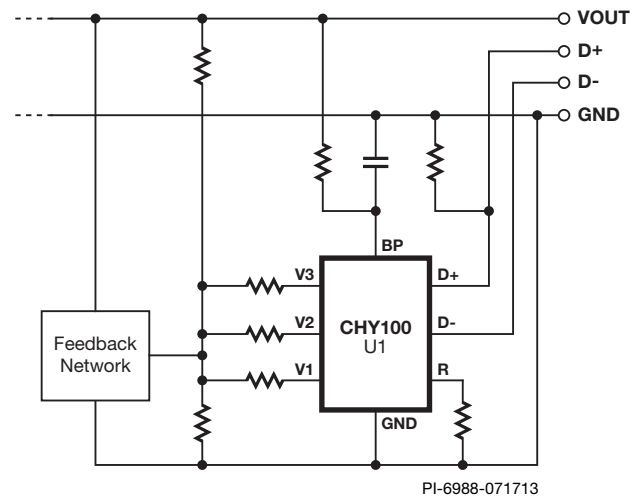 VOUT
D+
D-
GND
BP
V3
D+
V2
CHY100
D-
U1
Feedback
Network
V1
R
GND
PI-6988-071713